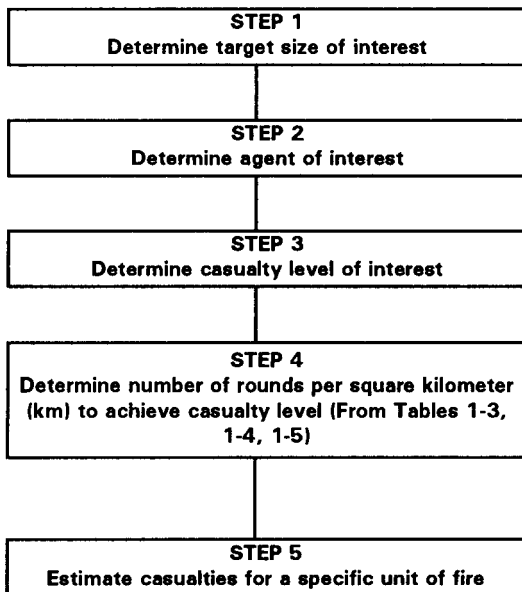 STEP 1
Determine target size of interest
STEP 2
Determine agent of interest
STEP 3
Determine casualty level of interest
STEP 4
Determine number of rounds per square kilometer
(km) to achieve casualty level (From Tables 1-3,
1-4, 1-5)
STEP 5
Estimate casualties for a specific unit of fire